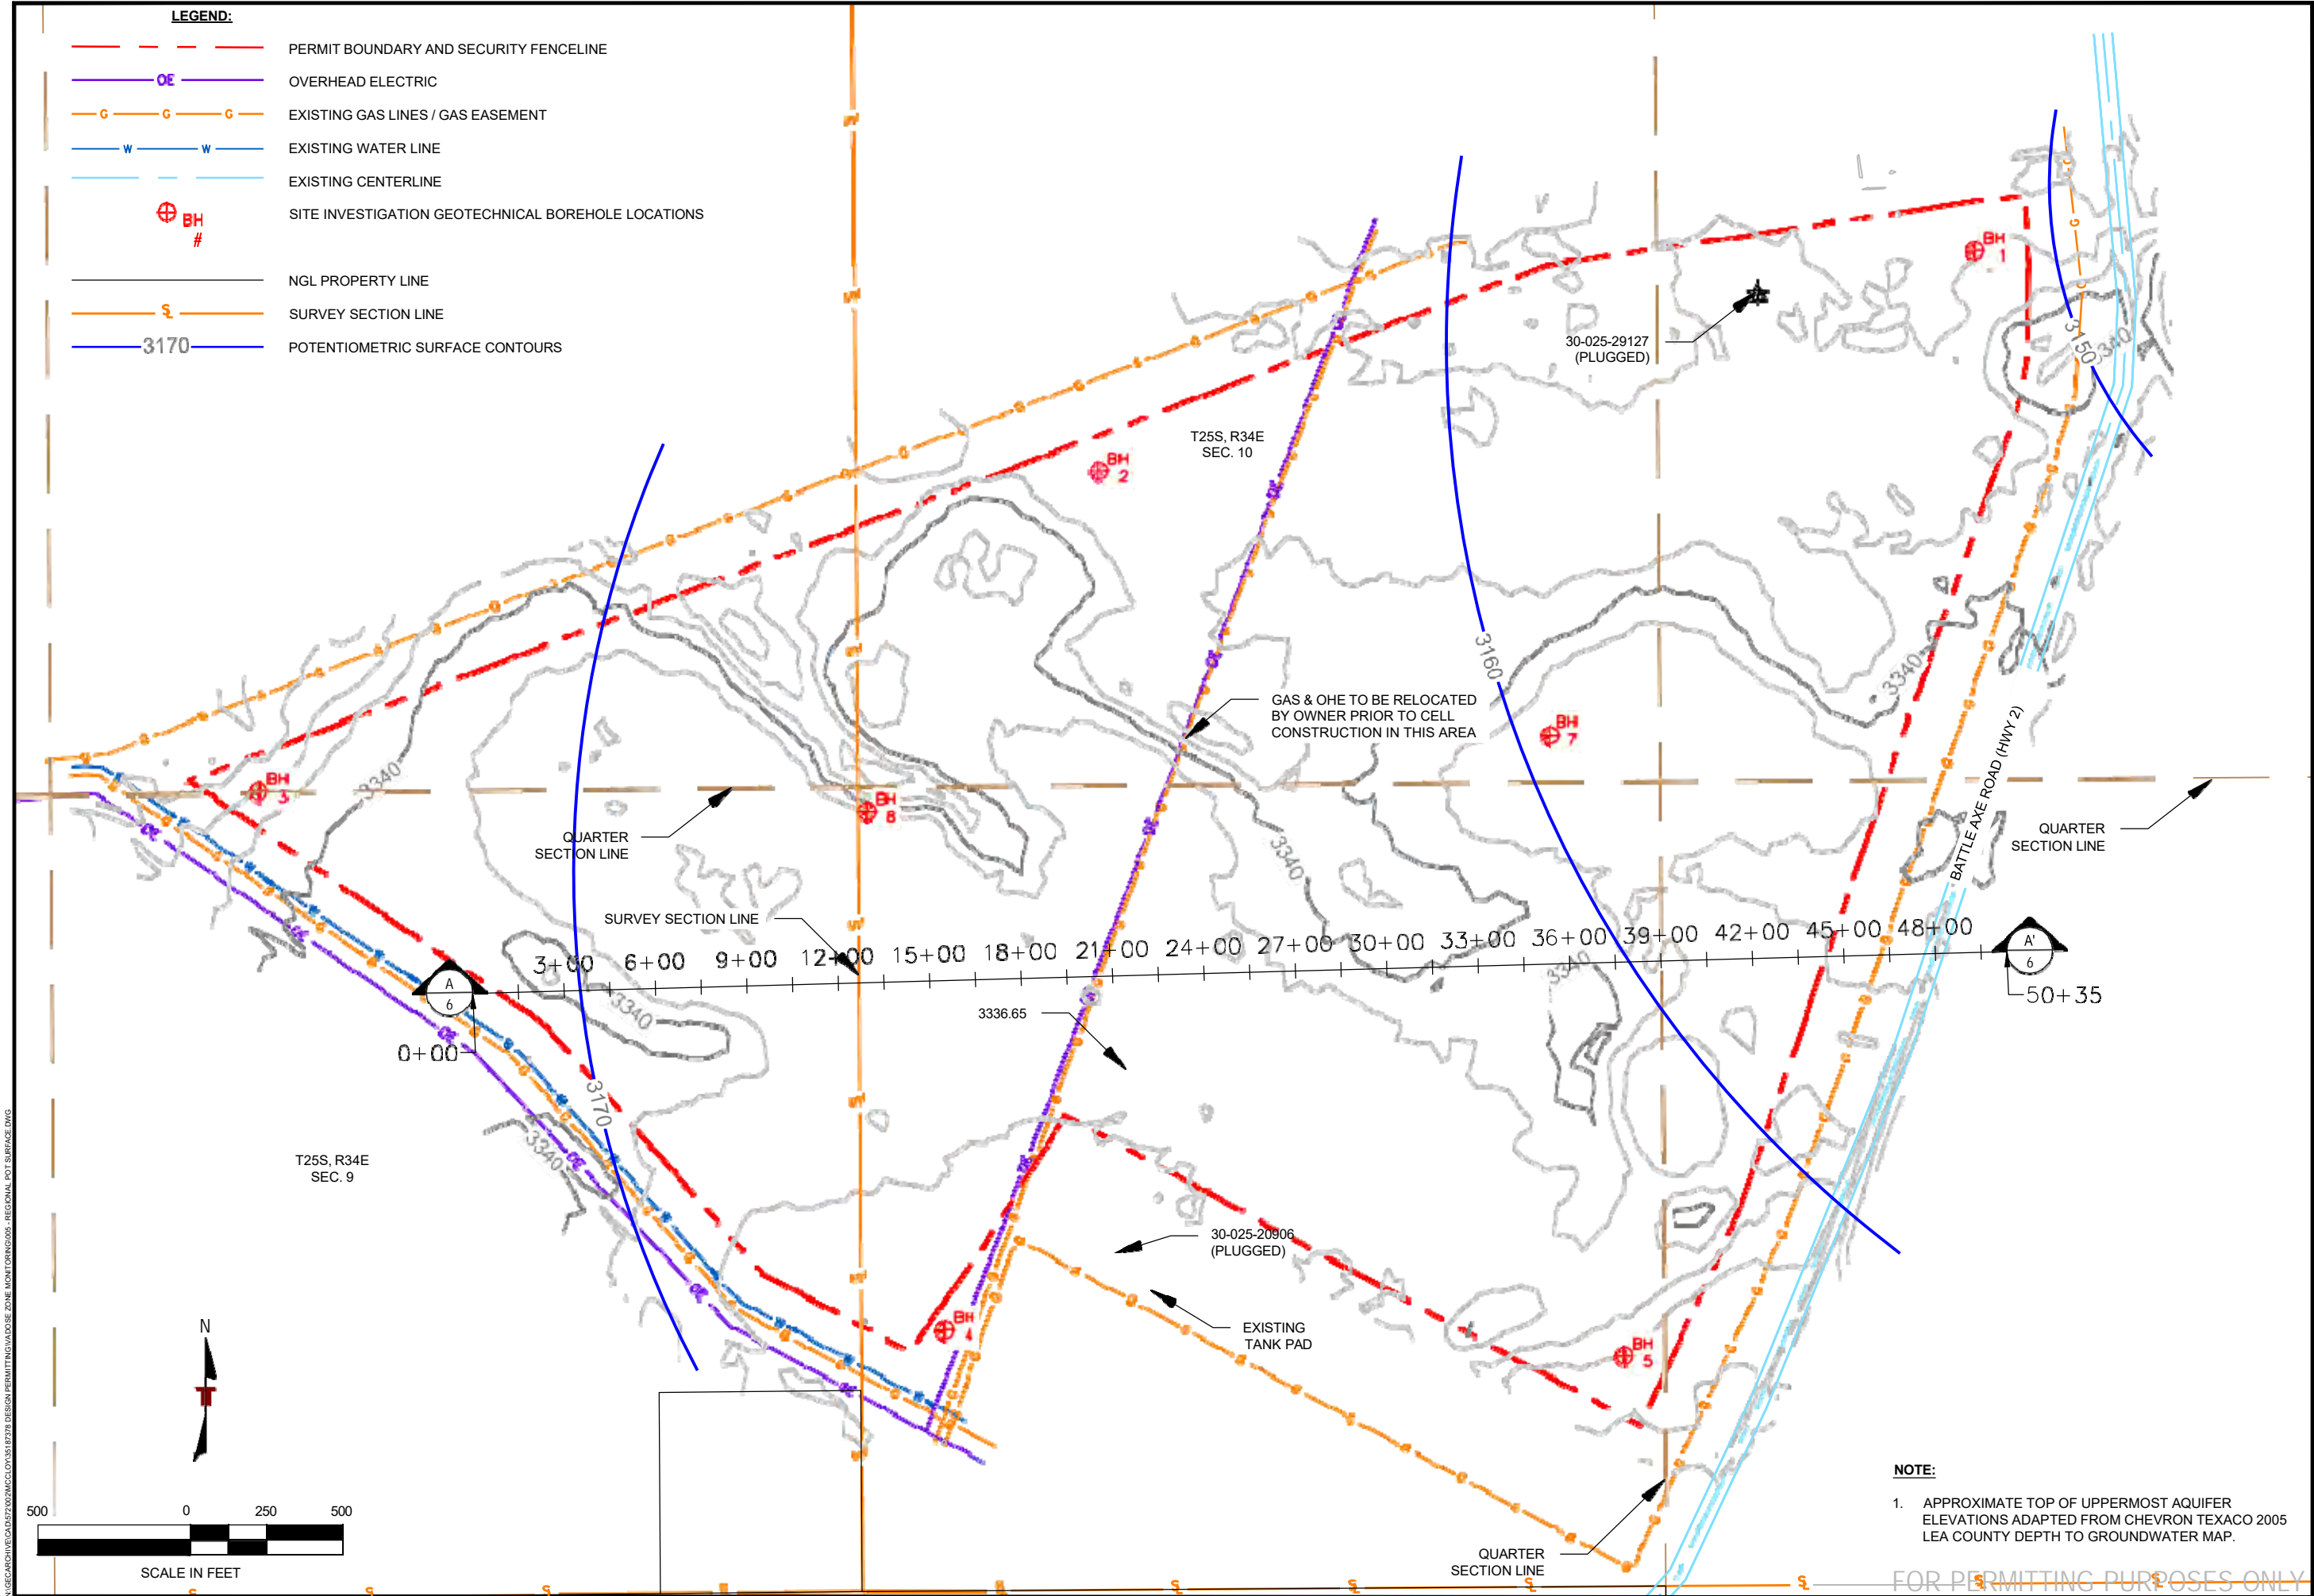 LEGEND:
PERMIT BOUNDARY AND SECURITY FENCELINE
OE
OVERHEAD ELECTRIC
G G G
EXISTING GAS LINES / GAS EASEMENT
W W
EXISTING WATER LINE
EXISTING CENTERLINE
BH
#
SITE INVESTIGATION GEOTECHNICAL BOREHOLE LOCATIONS
NGL PROPERTY LINE
SURVEY SECTION LINE
3170
POTENTIOMETRIC SURFACE CONTOURS
BH
1
30-025-29127
(PLUGGED)
3150
3340
T25S, R34E
SEC. 10
BH
2
3160
3340
GAS & OHE TO BE RELOCATED
BY OWNER PRIOR TO CELL
CONSTRUCTION IN THIS AREA
BH
7
BATTLE AXE ROAD (HWY 2)
BH
3
3340
BH
8
QUARTER
SECTION LINE
QUARTER
SECTION LINE
3340
SURVEY SECTION LINE
3+00 6+00 9+00 12+00 15+00 18+00 21+00 24+00 27+00 30+00 33+00 36+00 39+00 42+00 45+00 48+00
A
6
A'
6
0+00
50+35
3340
3340
3336.65
3170
3340
T25S, R34E
SEC. 9
30-025-20906
(PLUGGED)
EXISTING
TANK PAD
BH
4
BH
5
N
500 0 250 500
SCALE IN FEET
QUARTER
SECTION LINE
NOTE:
1. APPROXIMATE TOP OF UPPERMOST AQUIFER
ELEVATIONS ADAPTED FROM CHEVRON TEXACO 2005
LEA COUNTY DEPTH TO GROUNDWATER MAP.
FOR PERMITTING PURPOSES ONLY